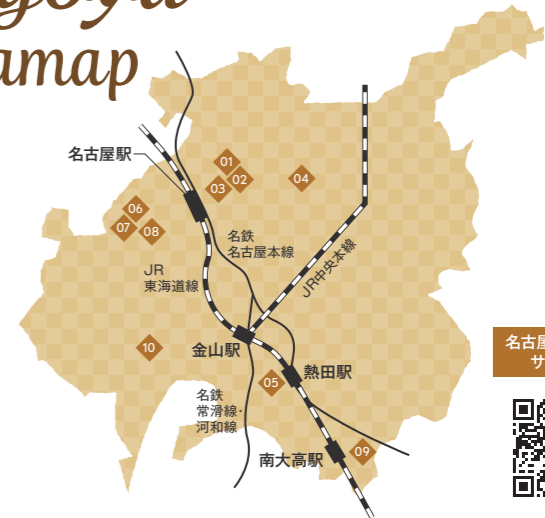 amap
名古屋駅
01
02
03
04
06
07
08
名鉄
名古屋本線
JR
東海道線
JR中央本線
金山駅
10
05
熱田駅
名鉄
常滑線・
河和線
南大高駅
09
名古屋
サ